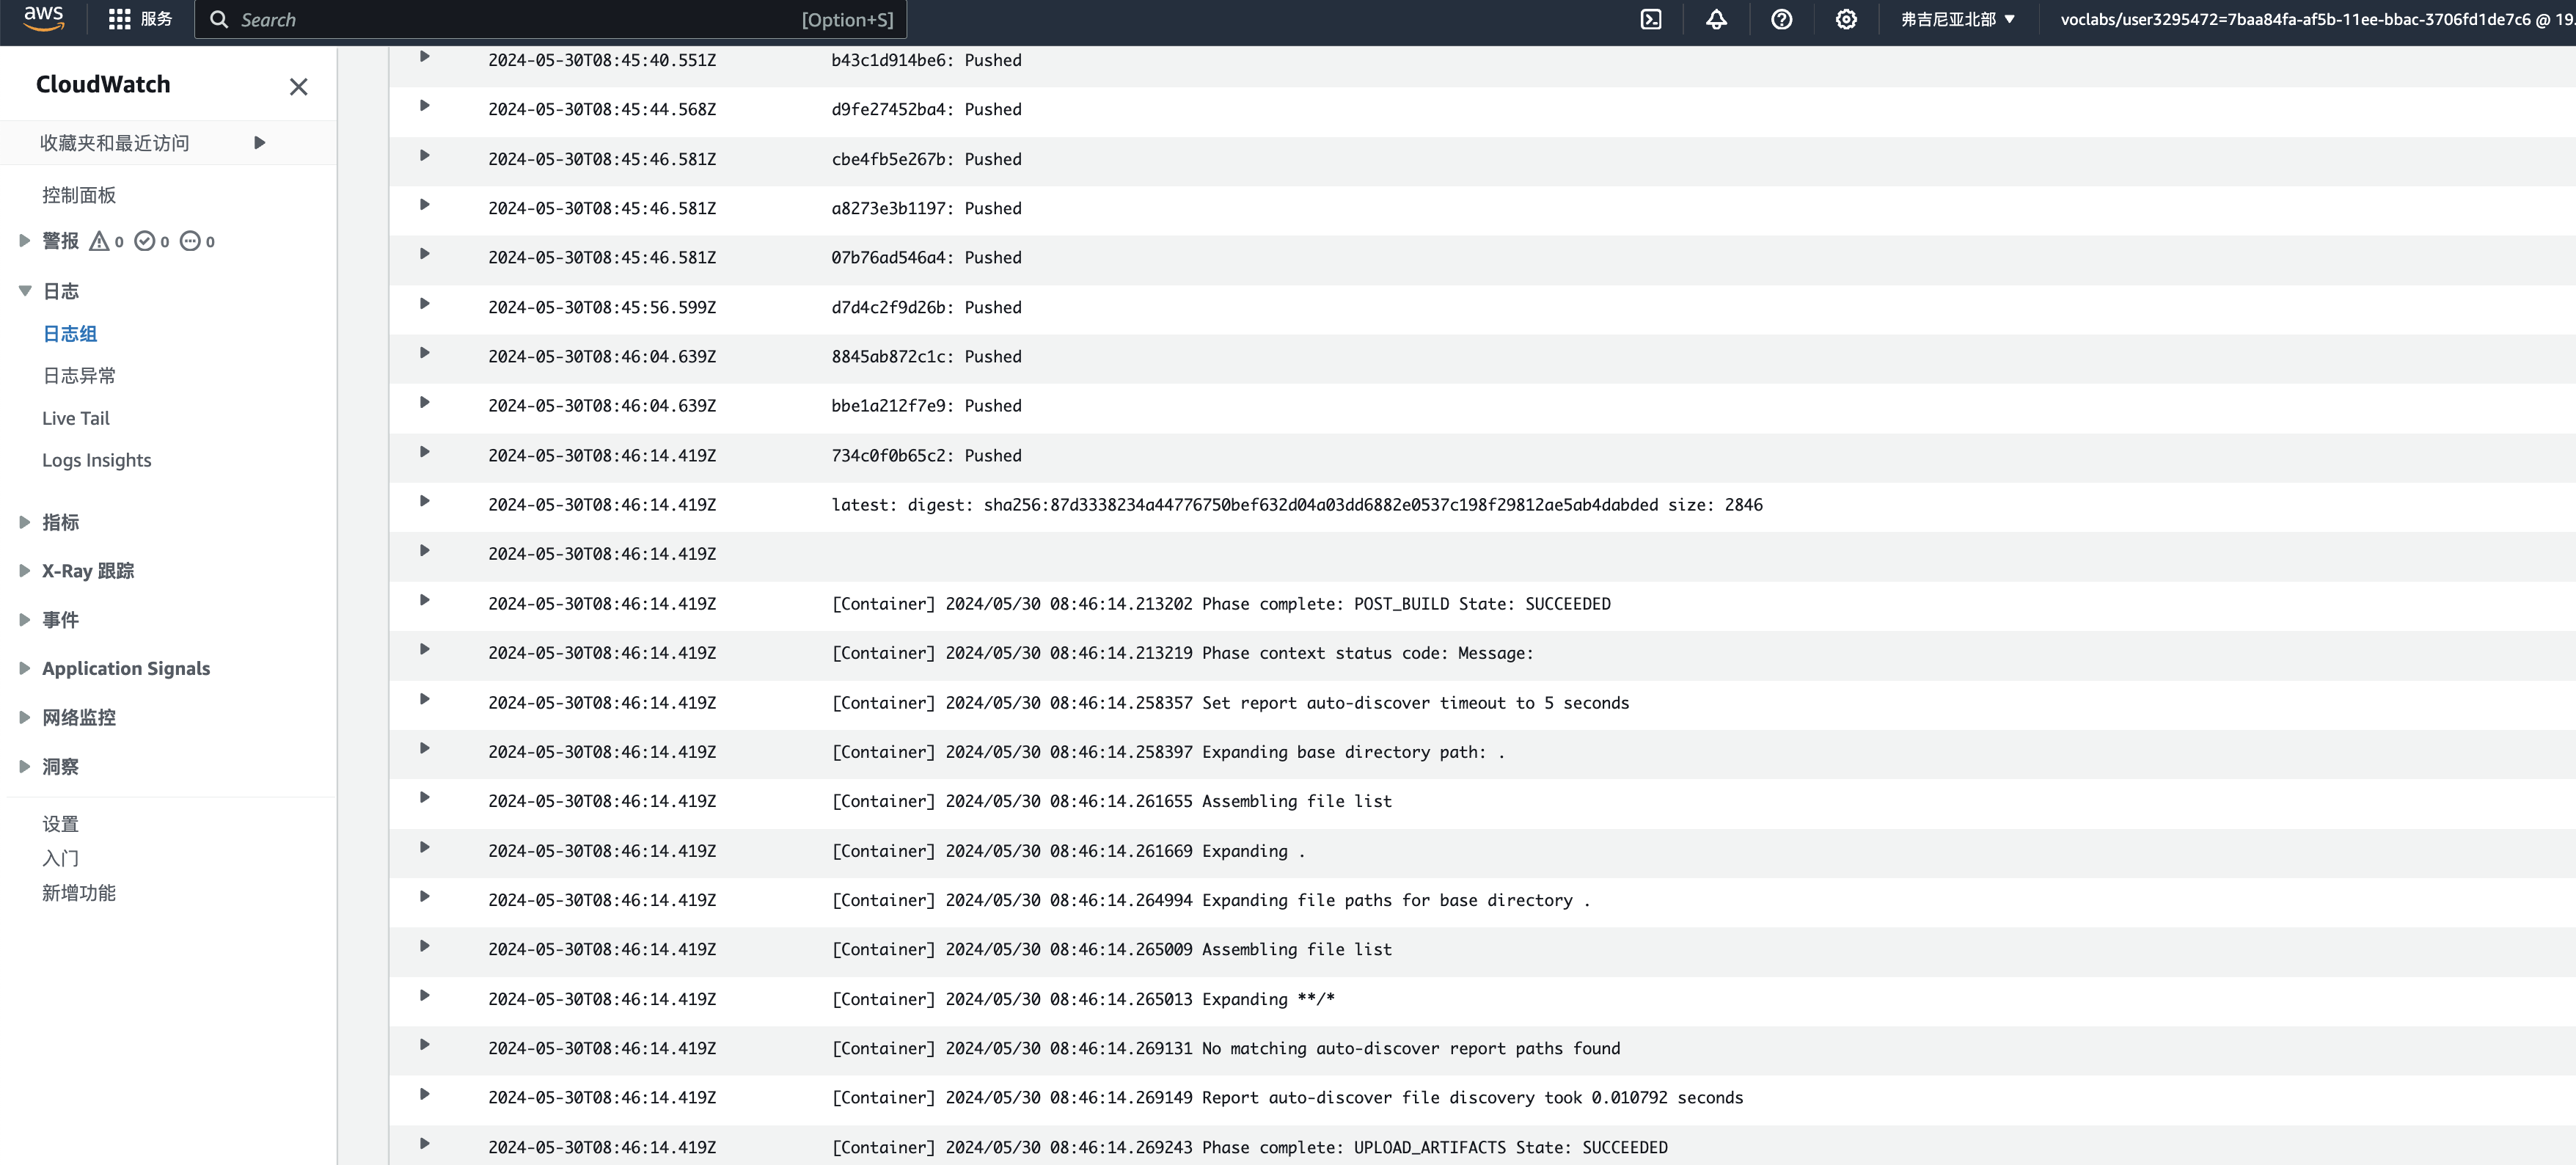 aws 服务 Search [Option+S] 弗吉尼亚北部 voclabs/user3295472=7baa84fa-af5b-11ee-bbac-3706fd1de7c6 @ 19.
CloudWatch
收藏夹和最近访问
控制面板
警报 0 0 0
日志
日志组
日志异常
Live Tail
Logs Insights
指标
X-Ray 跟踪
事件
Application Signals
网络监控
洞察
设置
入门
新增功能
2024-05-30T08:45:40.551Z b43c1d914be6: Pushed
2024-05-30T08:45:44.568Z d9fe27452ba4: Pushed
2024-05-30T08:45:46.581Z cbe4fb5e267b: Pushed
2024-05-30T08:45:46.581Z a8273e3b1197: Pushed
2024-05-30T08:45:46.581Z 07b76ad546a4: Pushed
2024-05-30T08:45:56.599Z d7d4c2f9d26b: Pushed
2024-05-30T08:46:04.639Z 8845ab872c1c: Pushed
2024-05-30T08:46:04.639Z bbe1a212f7e9: Pushed
2024-05-30T08:46:14.419Z 734c0f0b65c2: Pushed
2024-05-30T08:46:14.419Z latest: digest: sha256:87d3338234a44776750bef632d04a03dd6882e0537c198f29812ae5ab4dabded size: 2846
2024-05-30T08:46:14.419Z
2024-05-30T08:46:14.419Z [Container] 2024/05/30 08:46:14.213202 Phase complete: POST_BUILD State: SUCCEEDED
2024-05-30T08:46:14.419Z [Container] 2024/05/30 08:46:14.213219 Phase context status code: Message:
2024-05-30T08:46:14.419Z [Container] 2024/05/30 08:46:14.258357 Set report auto-discover timeout to 5 seconds
2024-05-30T08:46:14.419Z [Container] 2024/05/30 08:46:14.258397 Expanding base directory path: .
2024-05-30T08:46:14.419Z [Container] 2024/05/30 08:46:14.261655 Assembling file list
2024-05-30T08:46:14.419Z [Container] 2024/05/30 08:46:14.261669 Expanding .
2024-05-30T08:46:14.419Z [Container] 2024/05/30 08:46:14.264994 Expanding file paths for base directory .
2024-05-30T08:46:14.419Z [Container] 2024/05/30 08:46:14.265009 Assembling file list
2024-05-30T08:46:14.419Z [Container] 2024/05/30 08:46:14.265013 Expanding **/*
2024-05-30T08:46:14.419Z [Container] 2024/05/30 08:46:14.269131 No matching auto-discover report paths found
2024-05-30T08:46:14.419Z [Container] 2024/05/30 08:46:14.269149 Report auto-discover file discovery took 0.010792 seconds
2024-05-30T08:46:14.419Z [Container] 2024/05/30 08:46:14.269243 Phase complete: UPLOAD_ARTIFACTS State: SUCCEEDED